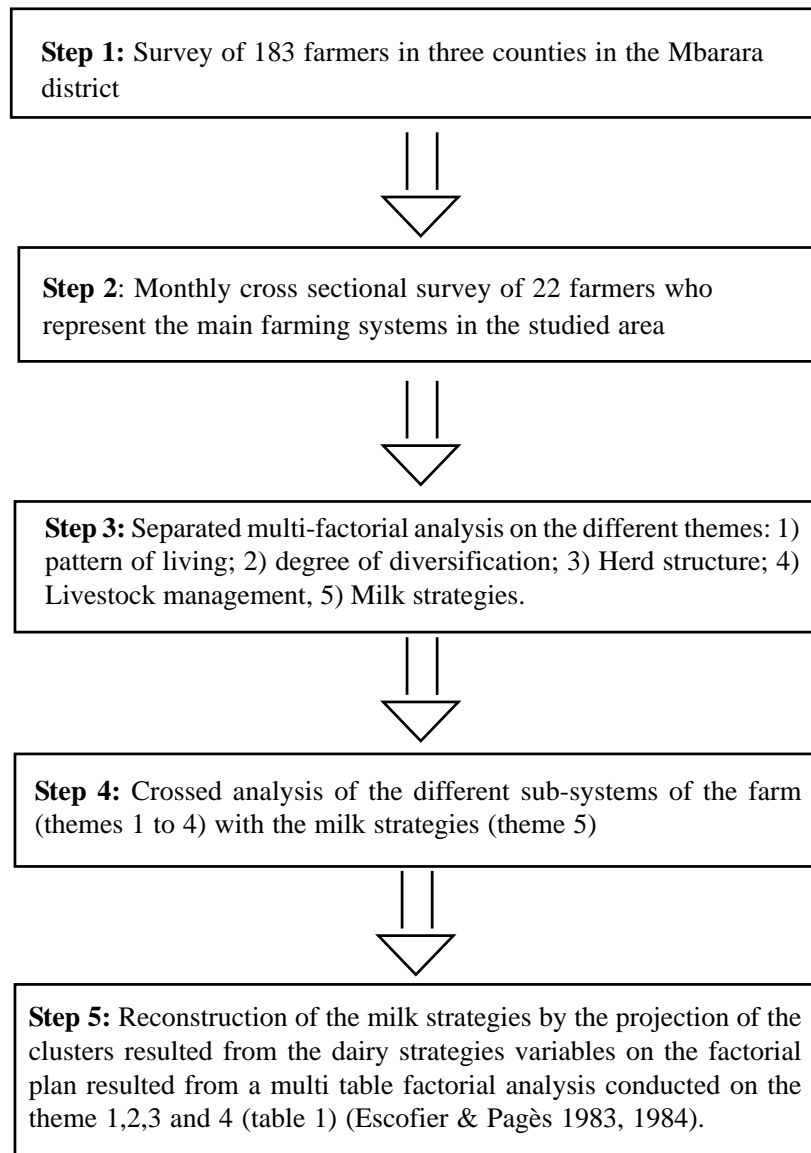 Step 1: Survey of 183 farmers in three counties in the Mbarara
district
Step 2: Monthly cross sectional survey of 22 farmers who
represent the main farming systems in the studied area
Step 3: Separated multi-factorial analysis on the different themes: 1)
pattern of living; 2) degree of diversification; 3) Herd structure; 4)
Livestock management, 5) Milk strategies.
Step 4: Crossed analysis of the different sub-systems of the farm
(themes 1 to 4) with the milk strategies (theme 5)
Step 5: Reconstruction of the milk strategies by the projection of the
clusters resulted from the dairy strategies variables on the factorial
plan resulted from a multi table factorial analysis conducted on the
theme 1,2,3 and 4 (table 1) (Escofier & Pagès 1983, 1984).